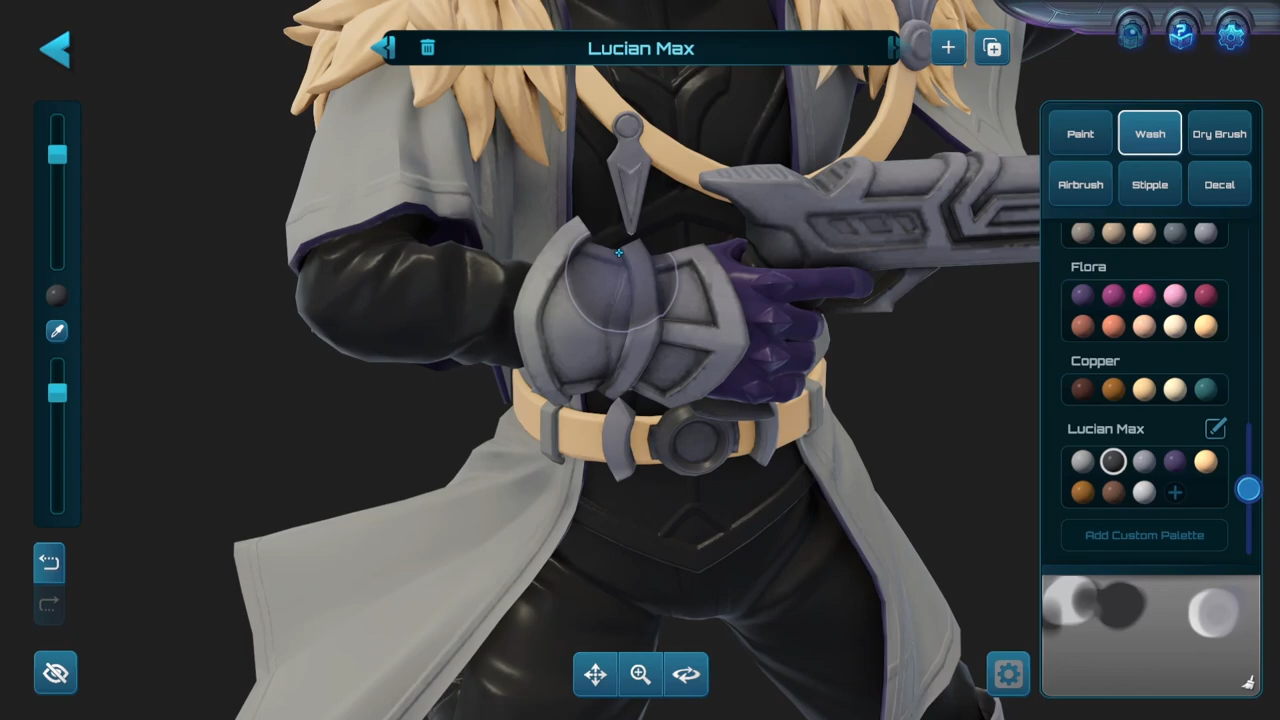 Lucian Max
Paint
Wash
Dry Brush
Airbrush
Stipple
Decal
Flora
Copper
Lucian Max
Add Custom Palette